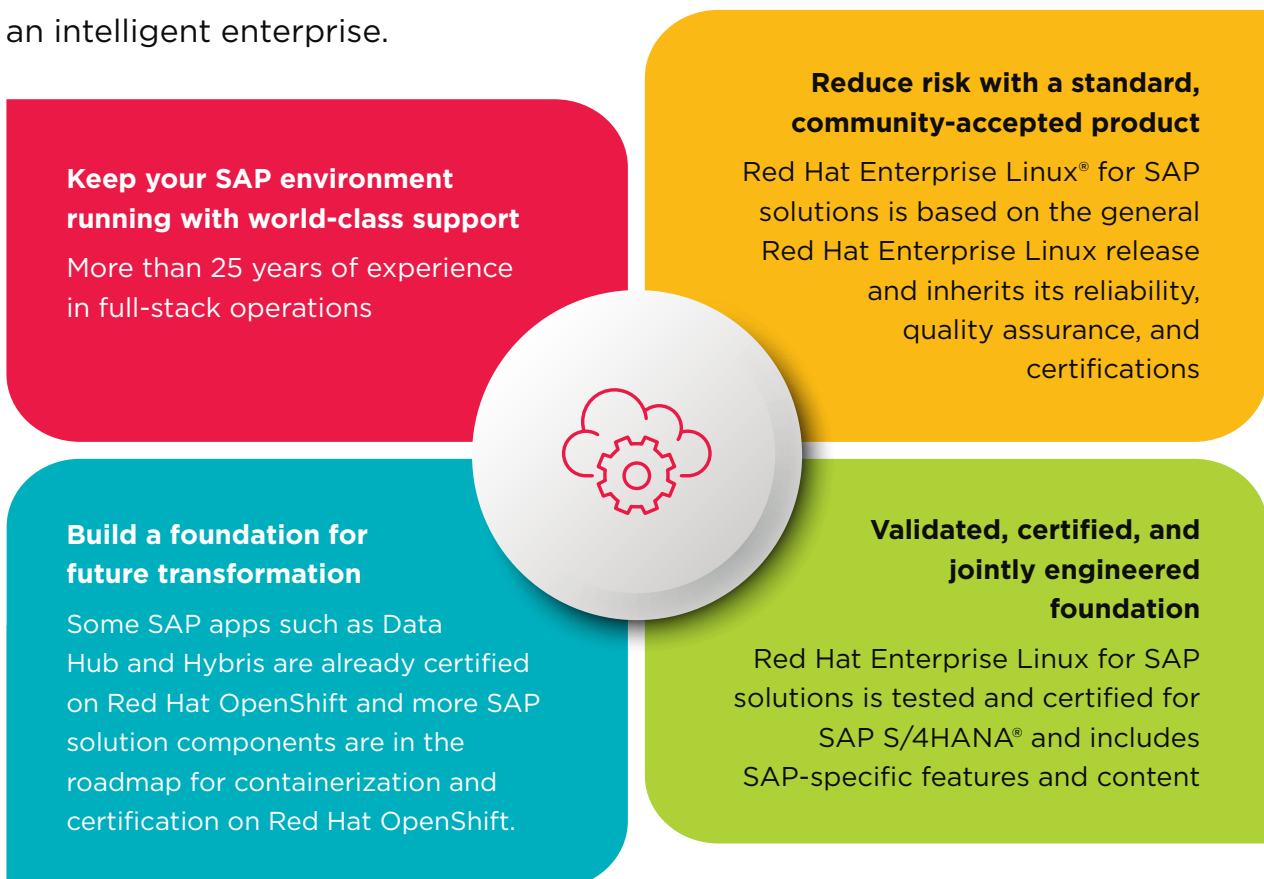 an intelligent enterprise.
Keep your SAP environment
running with world-class support
More than 25 years of experience
in full-stack operations
Reduce risk with a standard,
community-accepted product
Red Hat Enterprise Linux® for SAP
solutions is based on the general
Red Hat Enterprise Linux release
and inherits its reliability,
quality assurance, and
certifications
Build a foundation for
future transformation
Some SAP apps such as Data
Hub and Hybris are already certified
on Red Hat OpenShift and more SAP
solution components are in the
roadmap for containerization and
certification on Red Hat OpenShift.
Validated, certified, and
jointly engineered
foundation
Red Hat Enterprise Linux for SAP
solutions is tested and certified for
SAP S/4HANA® and includes
SAP-specific features and content